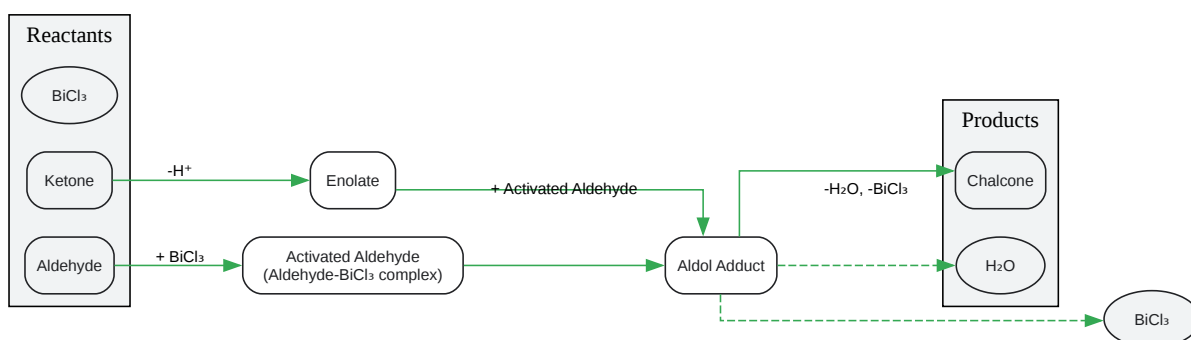 Reactants
BiCl₃
Ketone
-H⁺
Enolate
+ Activated Aldehyde
Aldehyde
+ BiCl₃
Activated Aldehyde
(Aldehyde-BiCl₃ complex)
Aldol Adduct
-H₂O, -BiCl₃
Products
Chalcone
H₂O
BiCl₃